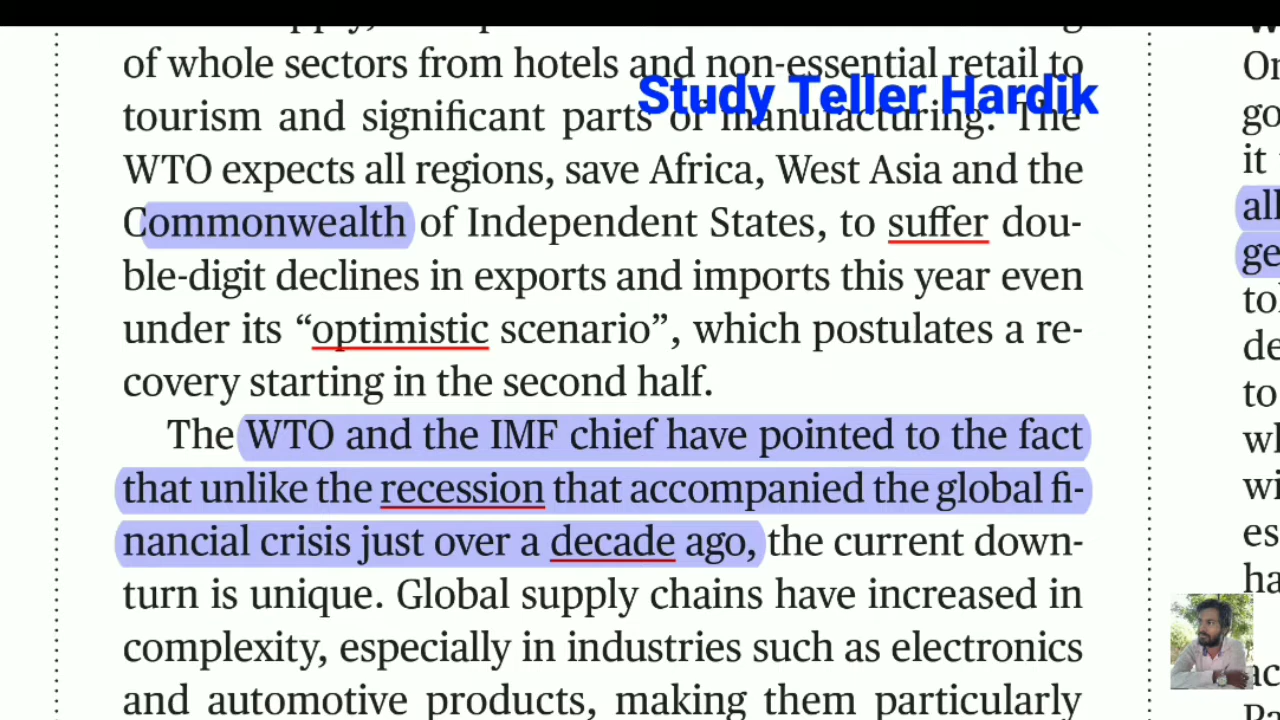 of whole sectors from hotels and non-essential retail to
Study Teller Hardik
tourism and significant parts of manufacturing. The
WTO expects all regions, save Africa, West Asia and the
Commonwealth of Independent States, to suffer dou-
ble-digit declines in exports and imports this year even
under its “optimistic scenario”, which postulates a re-
covery starting in the second half.
The WTO and the IMF chief have pointed to the fact
that unlike the recession that accompanied the global fi-
nancial crisis just over a decade ago, the current down-
turn is unique. Global supply chains have increased in
complexity, especially in industries such as electronics
and automotive products, making them particularly